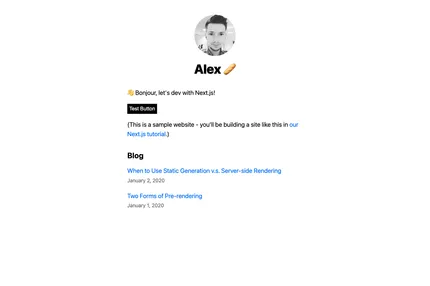 Alex 🥖
👋 Bonjour, let's dev with Next.js!
Test Button
(This is a sample website - you'll be building a site like this in our
Next.js tutorial.)
Blog
When to Use Static Generation v.s. Server-side Rendering
January 2, 2020
Two Forms of Pre-rendering
January 1, 2020